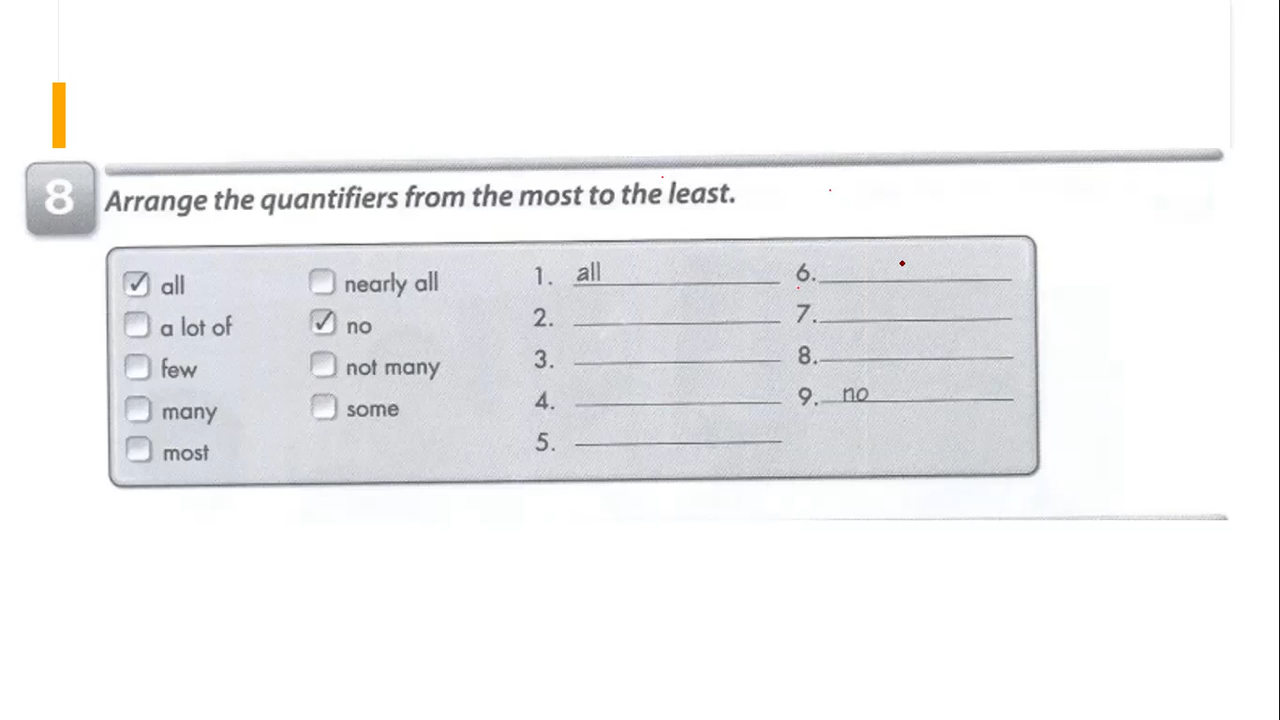 8
Arrange the quantifiers from the most to the least.
all
a lot of
few
many
most
nearly all
no
not many
some
1. all
2.
3.
4.
5.
6.
7.
8.
9. no